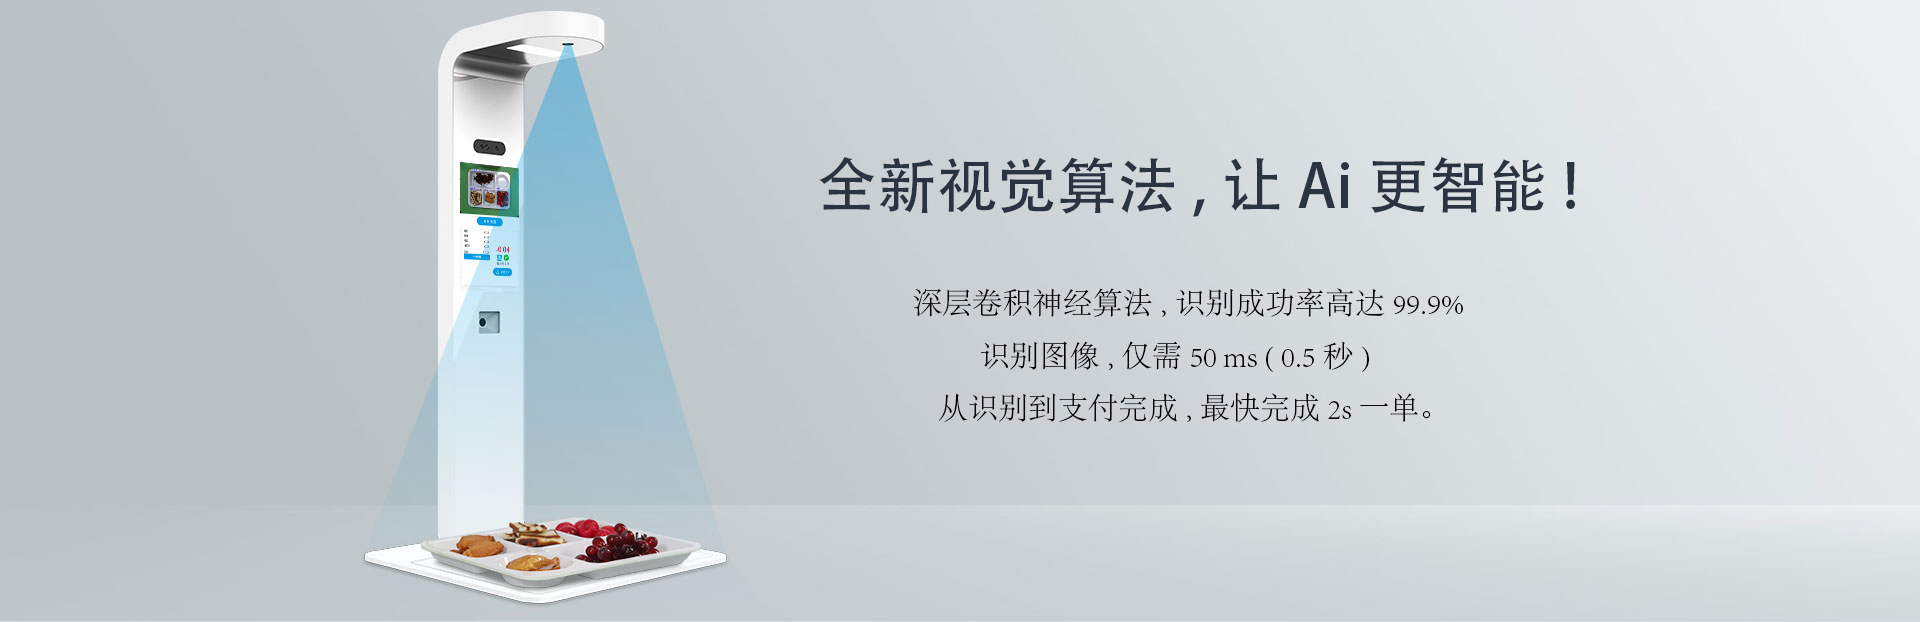 全新视觉算法 , 让 Ai 更智能 !
深层卷积神经算法 , 识别成功率高达 99.9%
识别图像 , 仅需 50 ms ( 0.5 秒 )
从识别到支付完成 , 最快完成 2s 一单。
-0.04